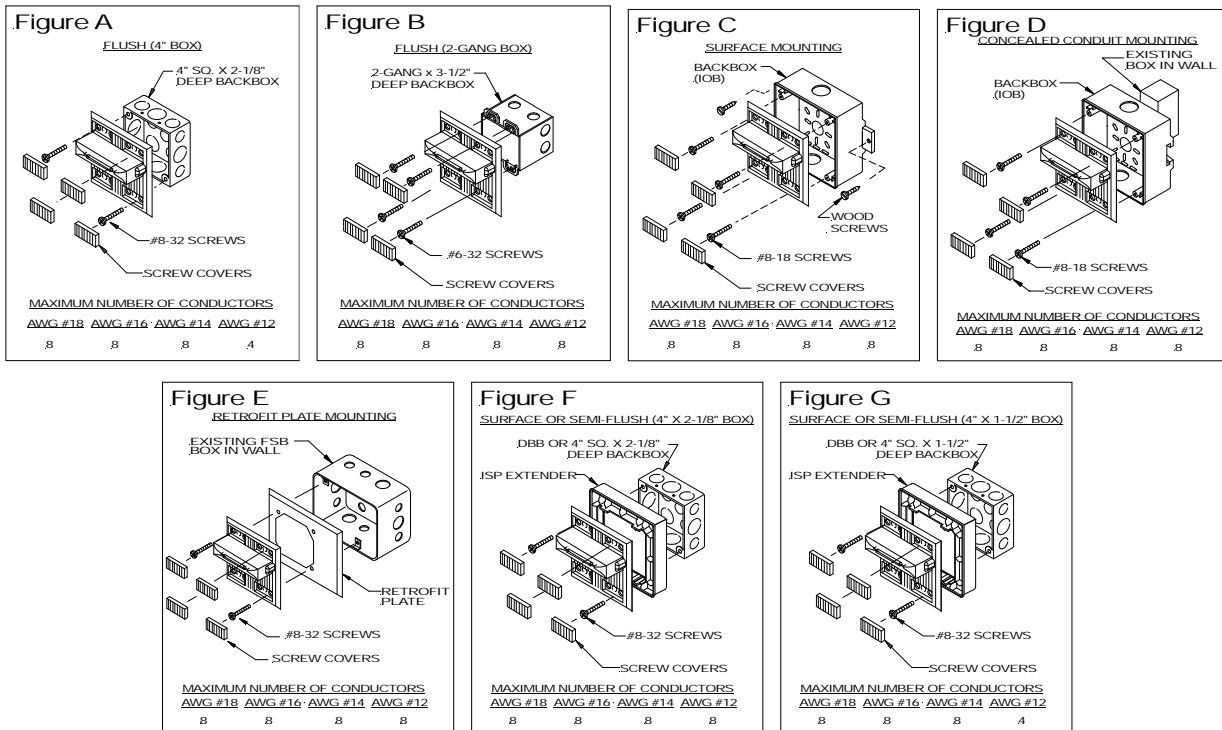 Figure A
FLUSH (4" BOX)
4" SQ. X 2-1/8"
DEEP BACKBOX
#8-32 SCREWS
SCREW COVERS
MAXIMUM NUMBER OF CONDUCTORS
AWG #18 AWG #16 AWG #14 AWG #12
8 8 8 4
Figure B
FLUSH (2-GANG BOX)
2-GANG x 3-1/2"
DEEP BACKBOX
#6-32 SCREWS
SCREW COVERS
MAXIMUM NUMBER OF CONDUCTORS
AWG #18 AWG #16 AWG #14 AWG #12
8 8 8 8
Figure C
SURFACE MOUNTING
BACKBOX
(IOB)
WOOD
SCREWS
#8-18 SCREWS
SCREW COVERS
MAXIMUM NUMBER OF CONDUCTORS
AWG #18 AWG #16 AWG #14 AWG #12
8 8 8 8
Figure D
CONCEALED CONDUIT MOUNTING
EXISTING
BOX IN WALL
BACKBOX
(IOB)
#8-18 SCREWS
SCREW COVERS
MAXIMUM NUMBER OF CONDUCTORS
AWG #18 AWG #16 AWG #14 AWG #12
8 8 8 8
Figure E
RETROFIT PLATE MOUNTING
EXISTING FSB
BOX IN WALL
RETROFIT
PLATE
#8-32 SCREWS
SCREW COVERS
MAXIMUM NUMBER OF CONDUCTORS
AWG #18 AWG #16 AWG #14 AWG #12
8 8 8 8
Figure F
SURFACE OR SEMI-FLUSH (4" X 2-1/8" BOX)
DBB OR 4" SQ. X 2-1/8"
DEEP BACKBOX
ISP EXTENDER
#8-32 SCREWS
SCREW COVERS
MAXIMUM NUMBER OF CONDUCTORS
AWG #18 AWG #16 AWG #14 AWG #12
8 8 8 8
Figure G
SURFACE OR SEMI-FLUSH (4" X 1-1/2" BOX)
DBB OR 4" SQ. X 1-1/2"
DEEP BACKBOX
ISP EXTENDER
#8-32 SCREWS
SCREW COVERS
MAXIMUM NUMBER OF CONDUCTORS
AWG #18 AWG #16 AWG #14 AWG #12
8 8 8 4